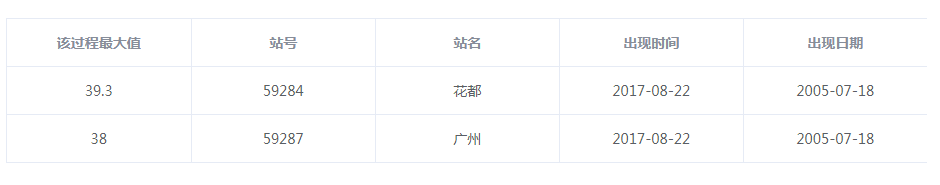 该过程最大值 站号 站名 出现时间 出现日期
39.3 59284 花都 2017-08-22 2005-07-18
38 59287 广州 2017-08-22 2005-07-18